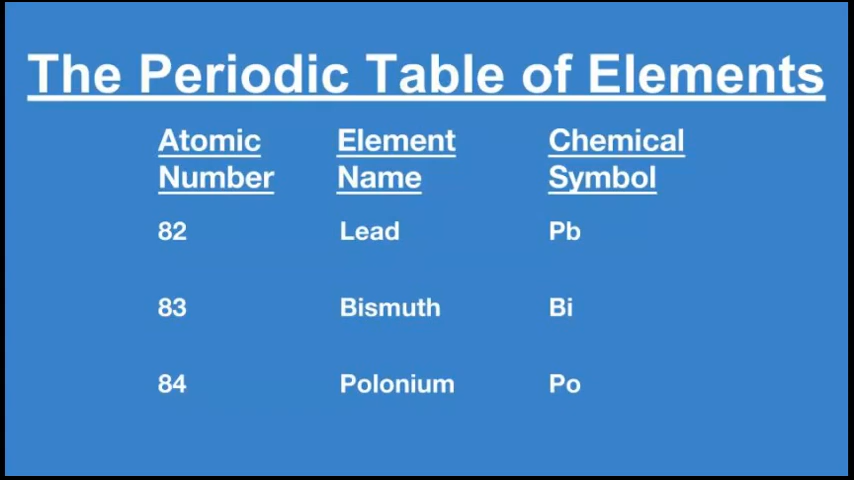 The Periodic Table of Elements
Atomic Number Element Name Chemical Symbol
82 Lead Pb
83 Bismuth Bi
84 Polonium Po